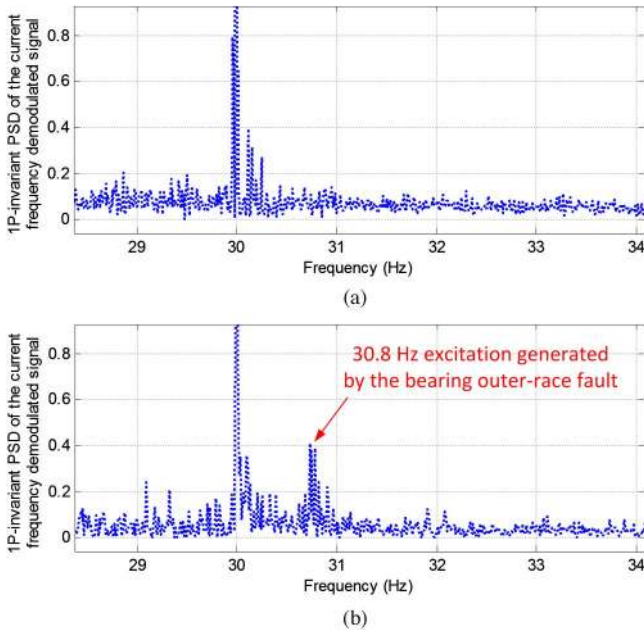 1P-invariant PSD of the current
frequency demodulated signal
0.8
0.6
0.4
0.2
0
29
30
31
32
33
34
Frequency (Hz)
(a)
1P-invariant PSD of the current
frequency demodulated signal
0.8
0.6
0.4
0.2
0
30.8 Hz excitation generated
by the bearing outer-race fault
29
30
31
32
33
34
Frequency (Hz)
(b)